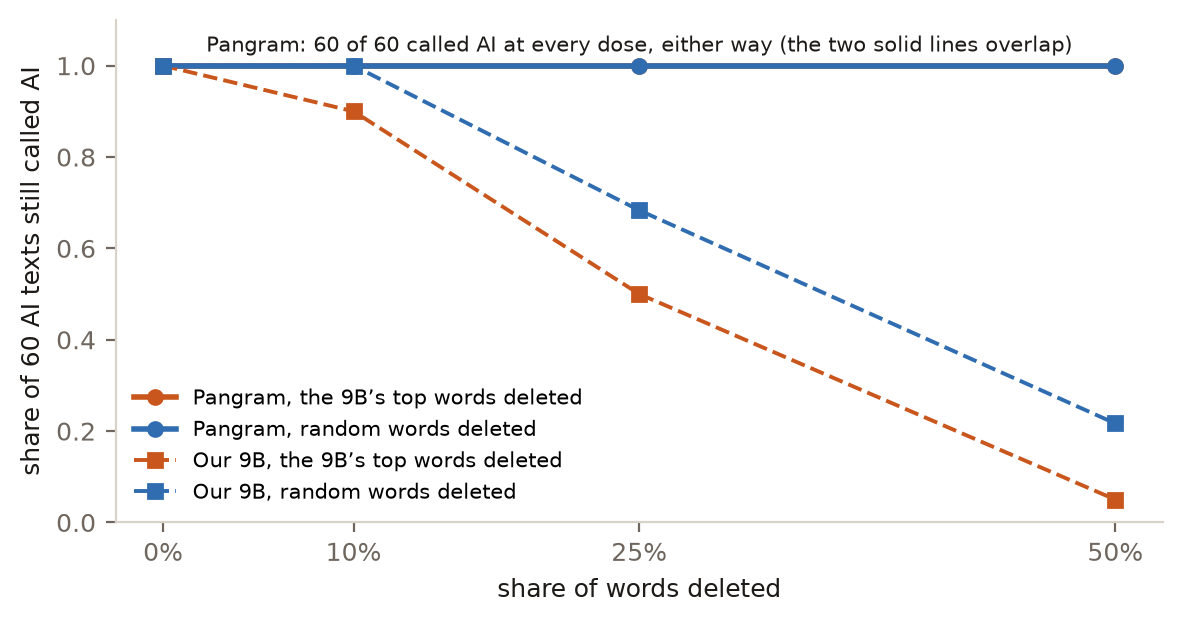 Pangram: 60 of 60 called AI at every dose, either way (the two solid lines overlap)
share of 60 AI texts still called AI
1.0
0.8
0.6
0.4
0.2
0.0
Pangram, the 9B’s top words deleted
Pangram, random words deleted
Our 9B, the 9B’s top words deleted
Our 9B, random words deleted
0%
10%
25%
50%
share of words deleted